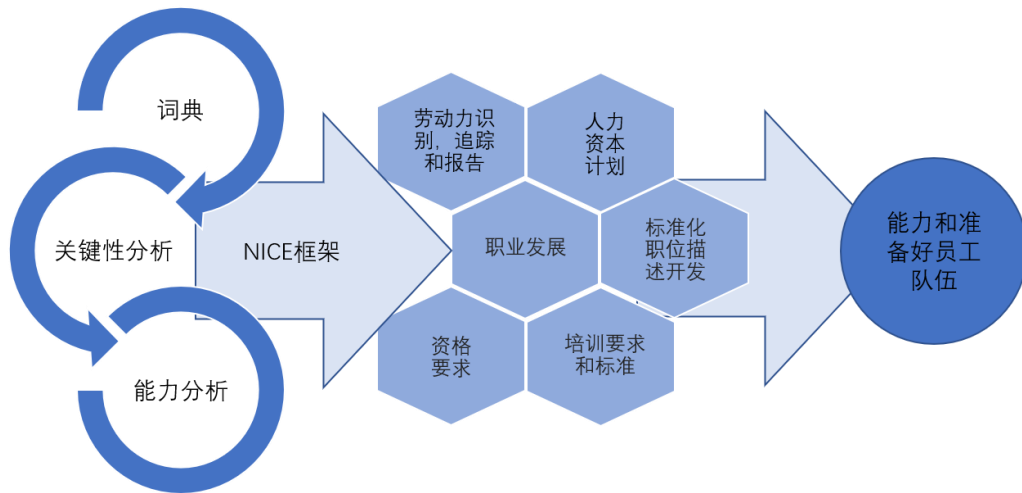 词典
关键性分析
能力分析
NICE框架
劳动力识
别，追踪
和报告
人力
资本
计划
职业发展
标准化
职位描
述开发
资格
要求
培训要求
和标准
能力和准
备好员工
队伍